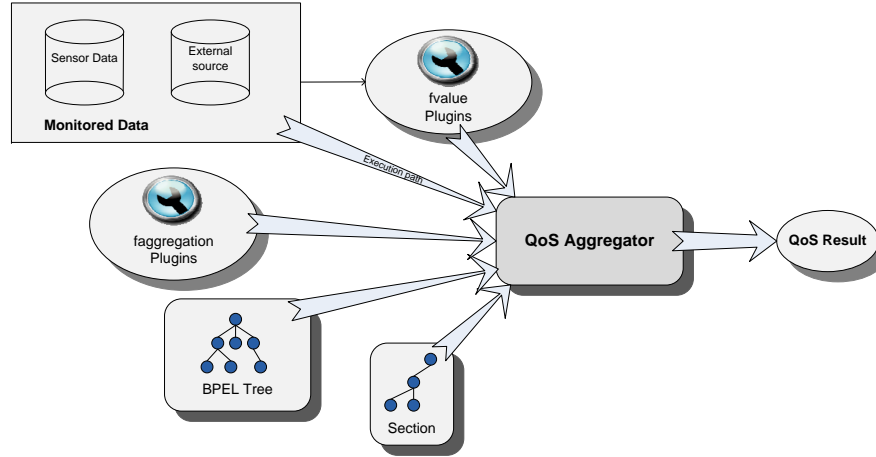 Sensor Data
External
source
Monitored Data
fvalue
Plugins
Execution path
faggregation
Plugins
QoS Aggregator
QoS Result
BPEL Tree
Section